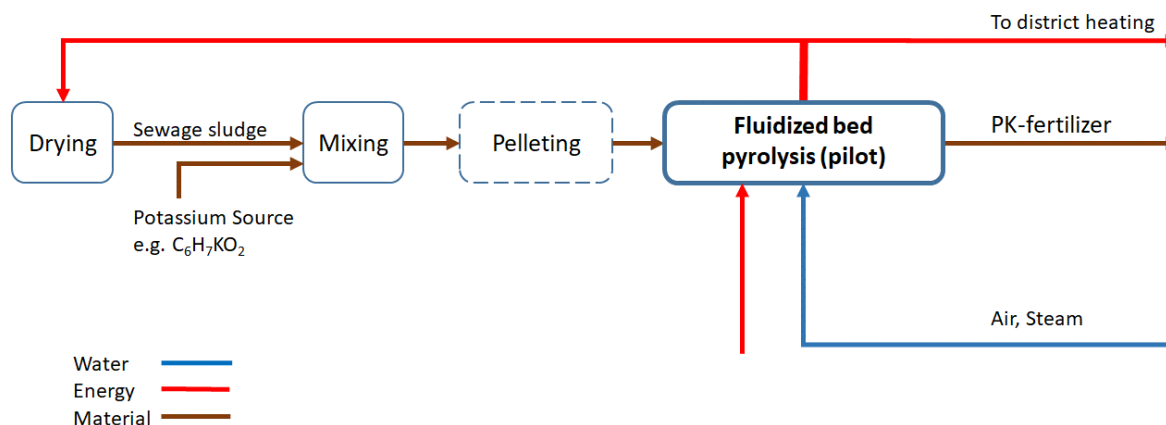 To district heating
Drying
Sewage sludge
Mixing
Pelleting
Fluidized bed
pyrolysis (pilot)
PK-fertilizer
Potassium Source
e.g. C₆H₇KO₂
Air, Steam
Water
Energy
Material